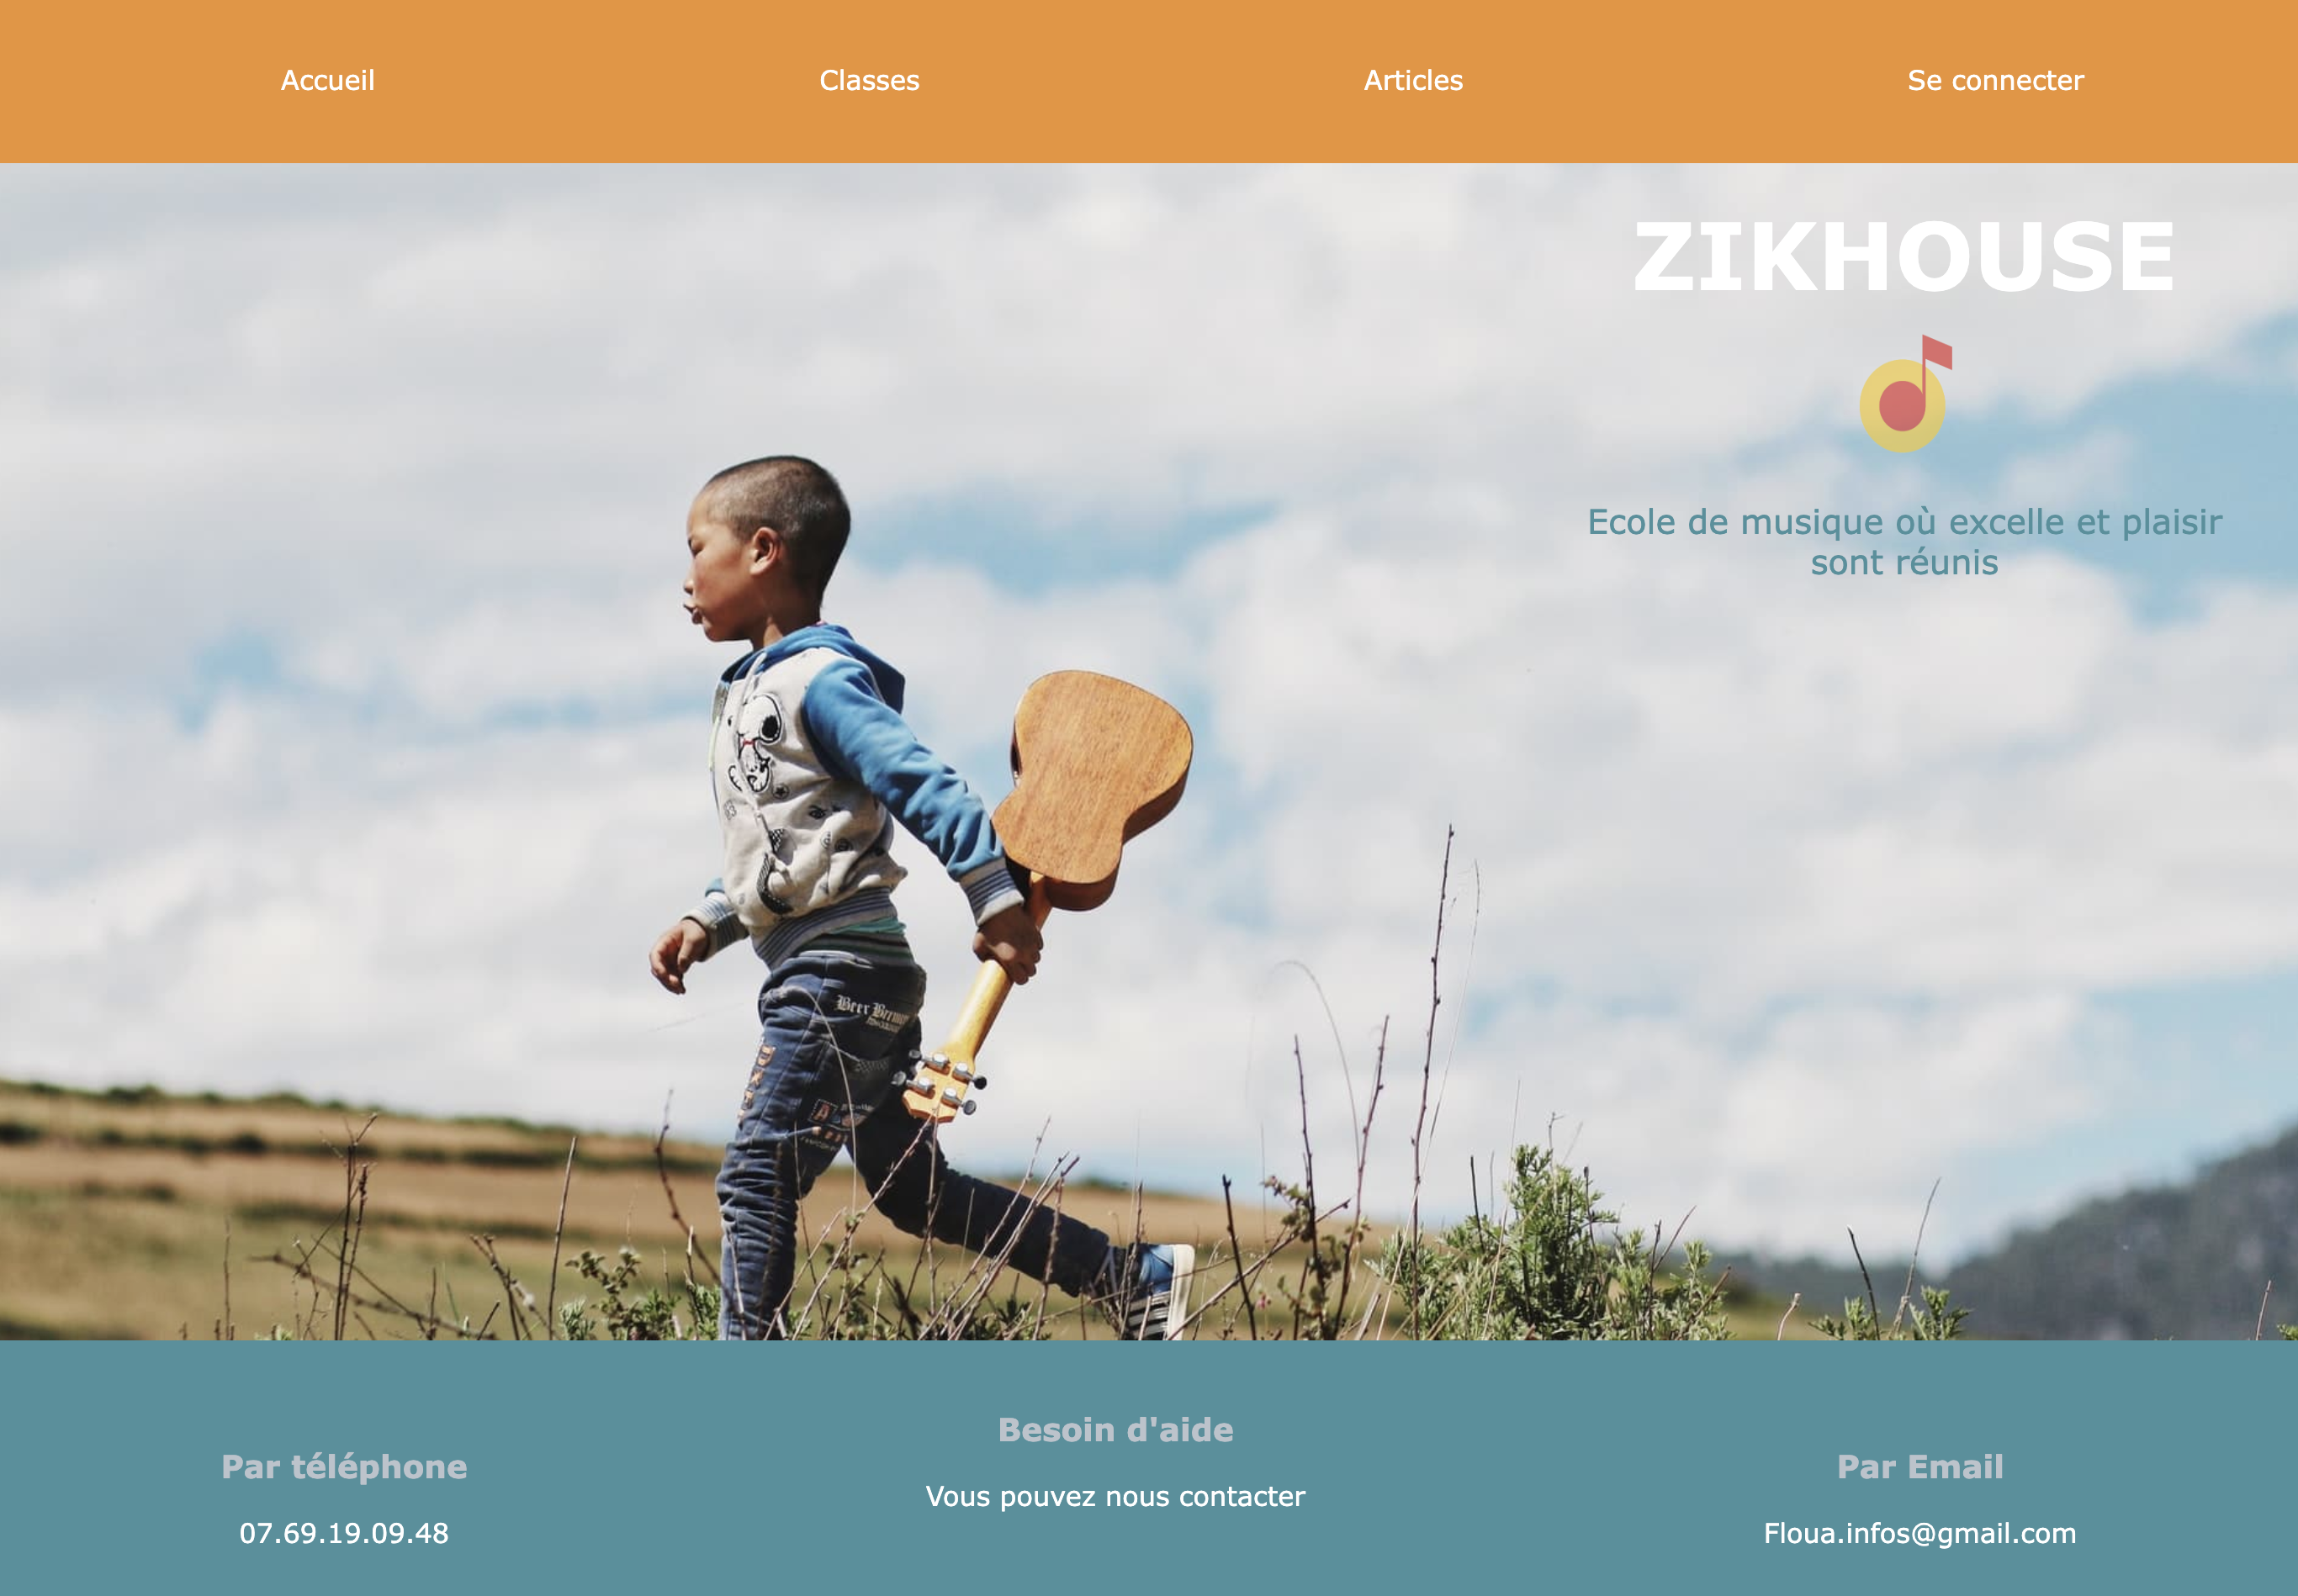 Accueil
Classes
Articles
Se connecter
ZIKHOUSE
Ecole de musique où excelle et plaisir
sont réunis
Beer
Besoin d'aide
Vous pouvez nous contacter
Par téléphone
07.69.19.09.48
Par Email
Floua.infos@gmail.com